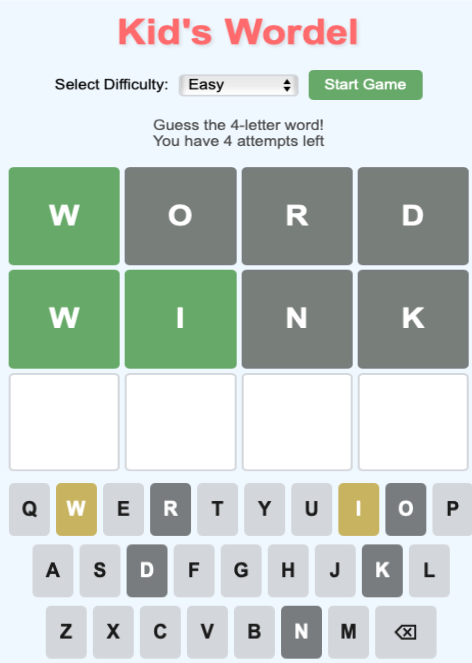 Kid's Wordel
Select Difficulty: Easy Start Game
Guess the 4-letter word!
You have 4 attempts left
W O R D
W I N K
Q W E R T Y U I O P
A S D F G H J K L
Z X C V B N M ⌫